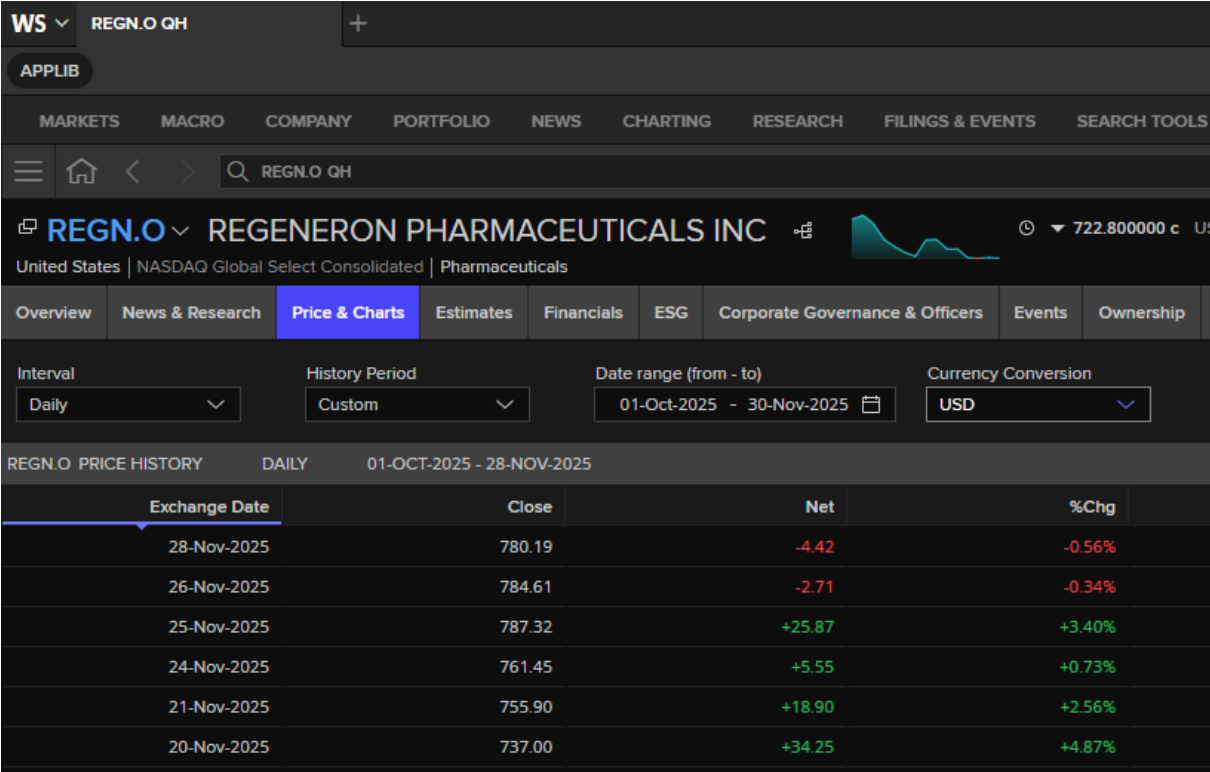 WS REGN.O QH +
APPLIB
MARKETS MACRO COMPANY PORTFOLIO NEWS CHARTING RESEARCH FILINGS & EVENTS SEARCH TOOLS
REGN.O QH
REGN.O REGENERON PHARMACEUTICALS INC 722.800000 c US
United States | NASDAQ Global Select Consolidated | Pharmaceuticals
Overview News & Research Price & Charts Estimates Financials ESG Corporate Governance & Officers Events Ownership
Interval History Period Date range (from - to) Currency Conversion
Daily Custom 01-Oct-2025 - 30-Nov-2025 USD
REGN.O PRICE HISTORY DAILY 01-OCT-2025 - 28-NOV-2025
Exchange Date Close Net %Chg
28-Nov-2025 780.19 -4.42 -0.56%
26-Nov-2025 784.61 -2.71 -0.34%
25-Nov-2025 787.32 +25.87 +3.40%
24-Nov-2025 761.45 +5.55 +0.73%
21-Nov-2025 755.90 +18.90 +2.56%
20-Nov-2025 737.00 +34.25 +4.87%